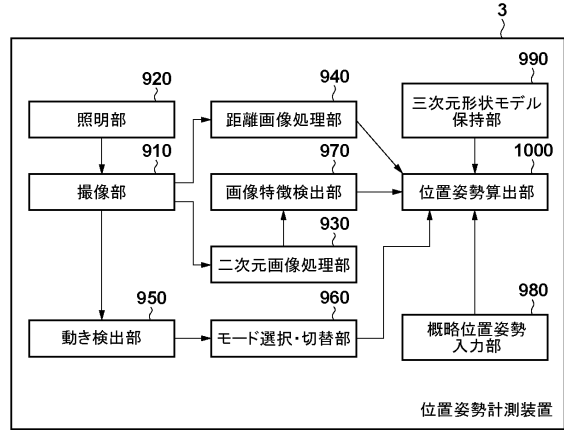 3
920
照明部
940
距離画像処理部
990
三次元形状モデル
保持部
910
撮像部
970
画像特徴検出部
1000
位置姿勢算出部
930
二次元画像処理部
950
動き検出部
960
モード選択・切替部
980
概略位置姿勢
入力部
位置姿勢計測装置